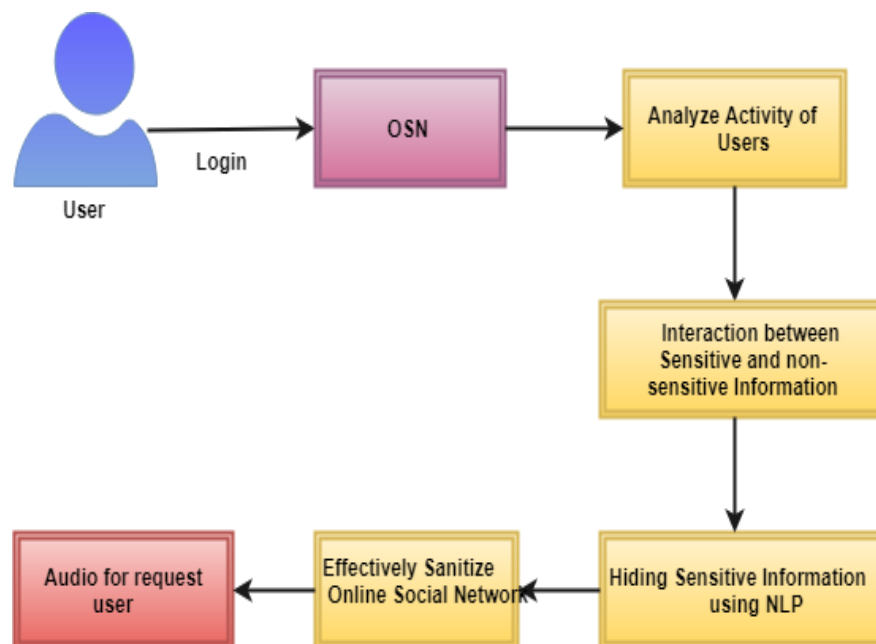 User
Login
OSN
Analyze Activity of
Users
Interaction between
Sensitive and non-
sensitive Information
Hiding Sensitive Information
using NLP
Effectively Sanitize
Online Social Network
Audio for request
user